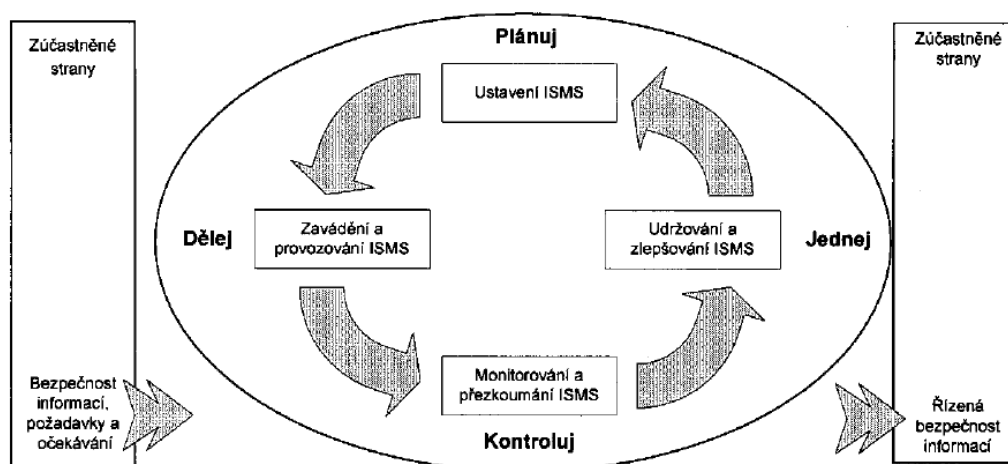 Zúčastněné
strany
Bezpečnost
informací,
požadavky a
očekávání
Plánuj
Ustavení ISMS
Dělej
Zavádění a
provozování ISMS
Udržování a
zlepšování ISMS
Jednej
Monitorování a
přezkoumání ISMS
Kontroluj
Zúčastněné
strany
Řízená
bezpečnost
informací